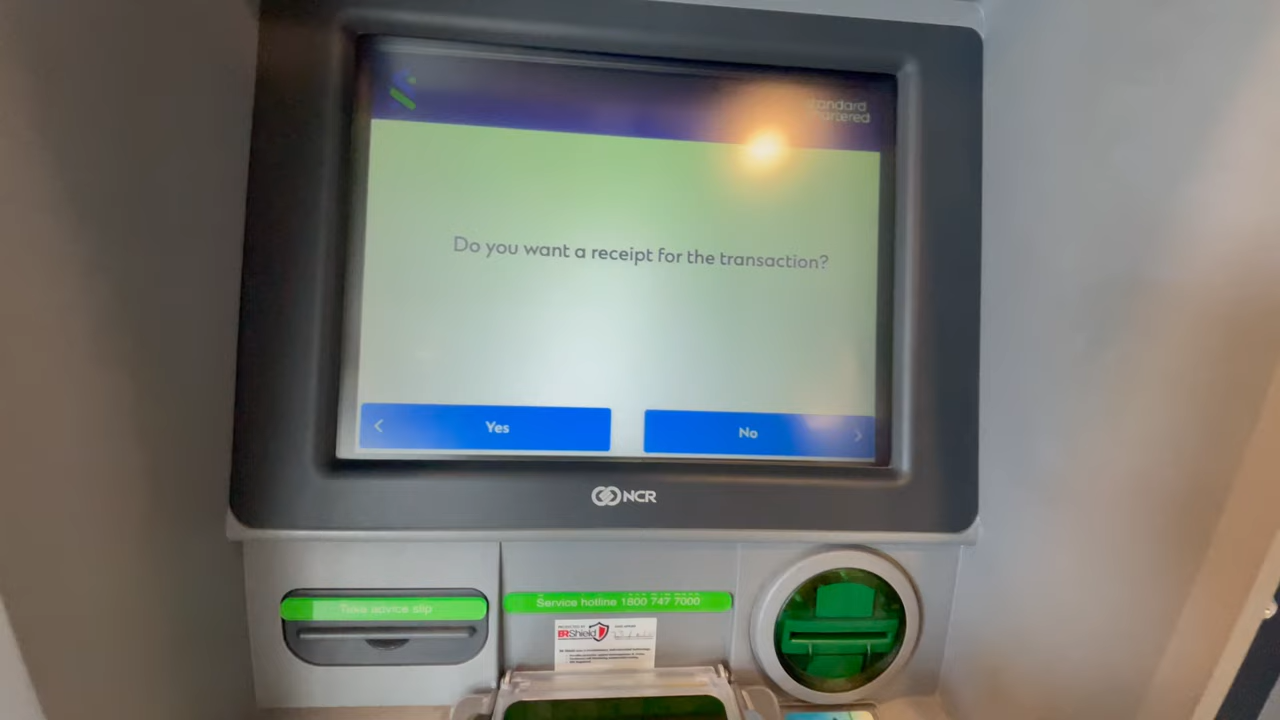 standard
chartered
Do you want a receipt for the transaction?
Yes
No
NCR
Take advice slip
Service hotline 1800 747 7000
BRShield